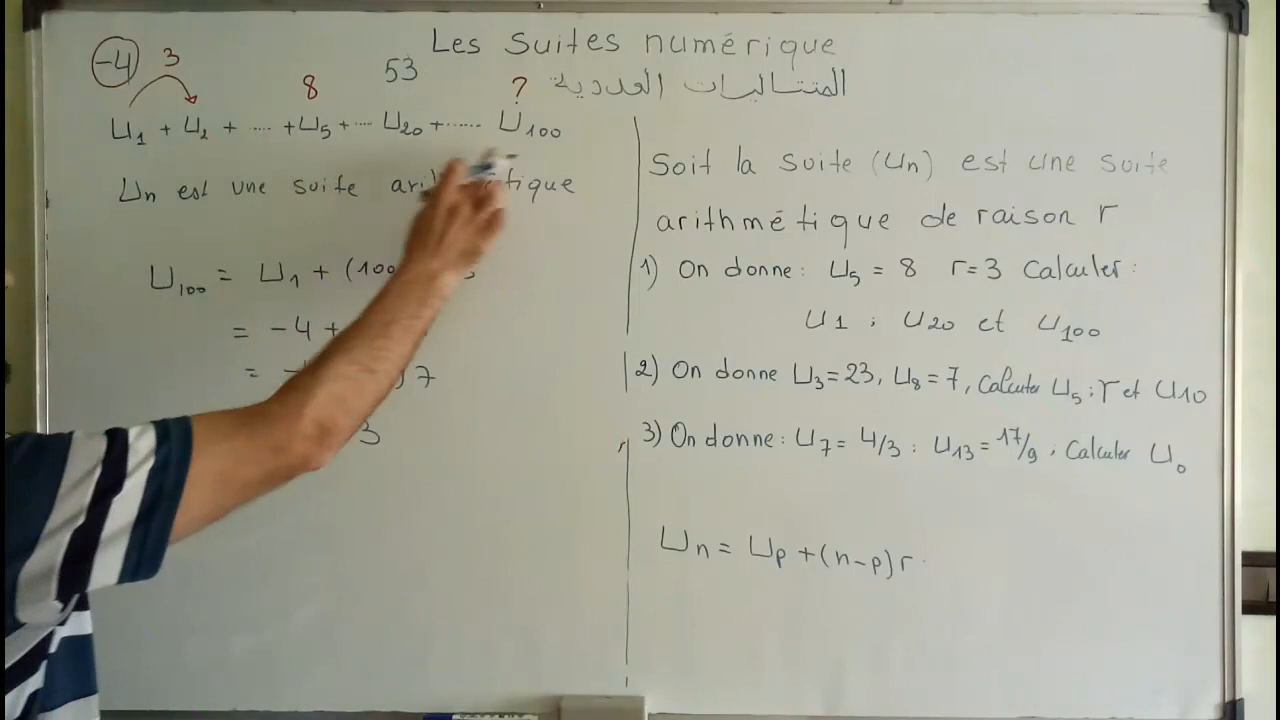 Les suites numérique
المتتاليات العددية
-4 3 8 53 ?
U1 + U2 + .... + U5 + .... U20 + ...... U100
Un est une suite
U100 = U1 + (100
= -4 +
= 7
3
Soit la suite (Un) est une suite
arithmétique de raison r
1) On donne: U5 = 8 r=3 Calculer:
U1 ; U20 et U100
2) On donne U3=23, U8=7, Calculer U5; r et U10
3) On donne: U7= 4/3 : U13= 17/9, Calculer U0
Un = Up +(n-p)r.